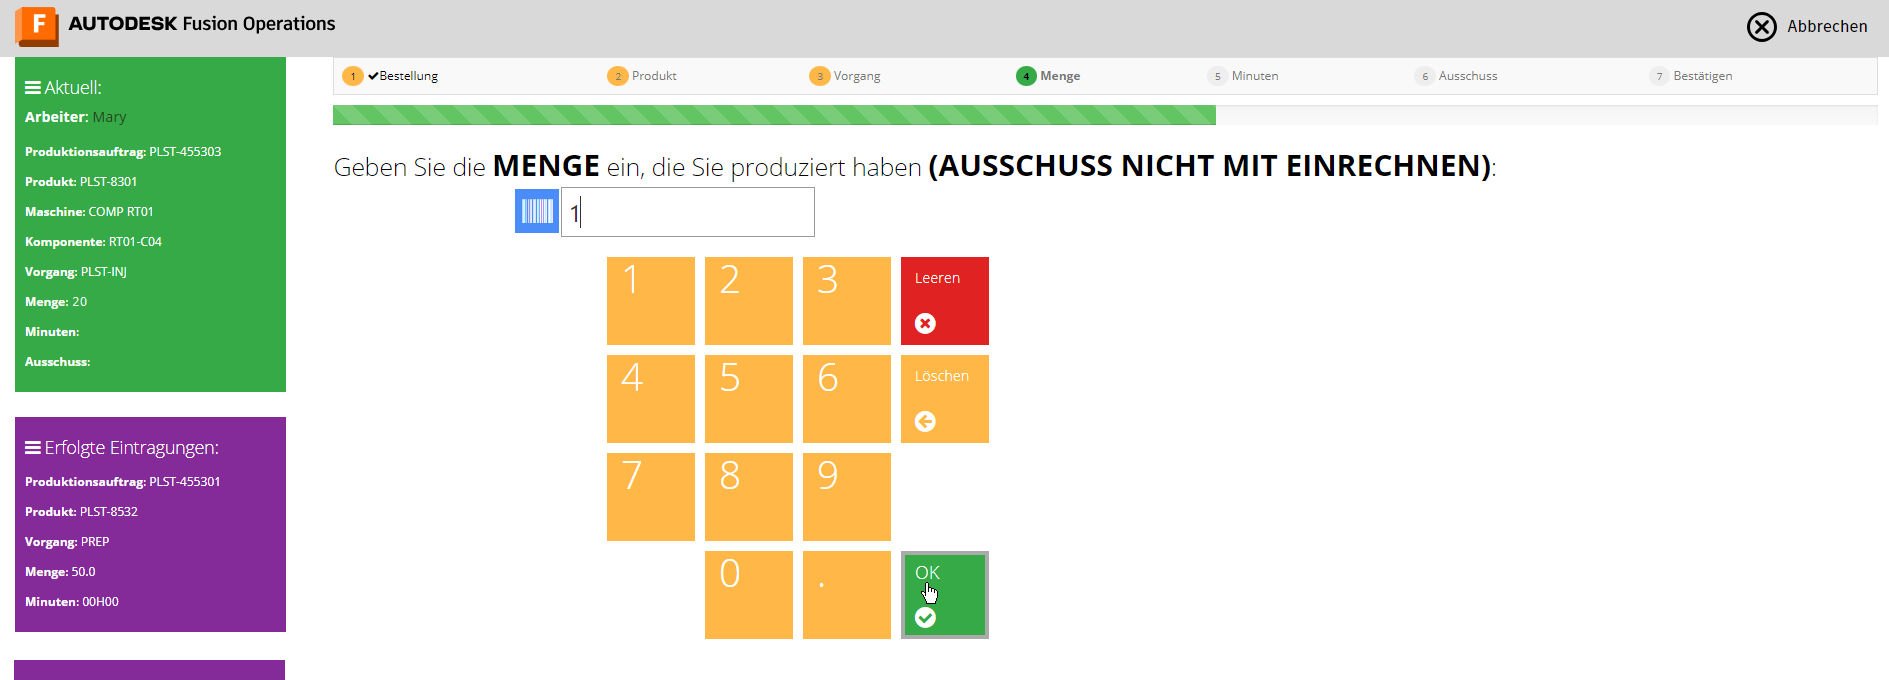 F AUTODESK Fusion Operations
Abbrechen
Aktuell:
Arbeiter: Mary
Produktionsauftrag: PLST-455303
Produkt: PLST-8301
Maschine: COMP RT01
Komponente: RT01-C04
Vorgang: PLST-INJ
Menge: 20
Minuten:
Ausschuss:
Erfolgte Eintragungen:
Produktionsauftrag: PLST-455301
Produkt: PLST-8532
Vorgang: PREP
Menge: 50.0
Minuten: 00H00
1 Bestellung
2 Produkt
3 Vorgang
4 Menge
5 Minuten
6 Ausschuss
7 Bestätigen
Geben Sie die MENGE ein, die Sie produziert haben (AUSSCHUSS NICHT MIT EINRECHNEN):
1
1 2 3 Leeren
4 5 6 Löschen
7 8 9
0 . OK